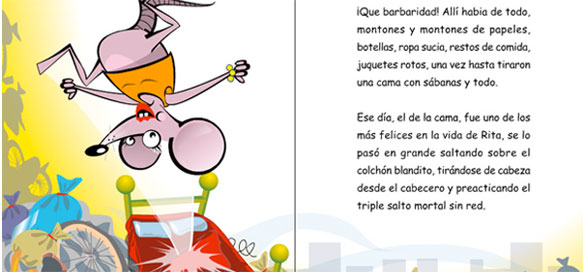 ¡Que barbaridad! Allí habia de todo,
montones y montones de papeles,
botellas, ropa sucia, restos de comida,
juquetes rotos, una vez hasta tiraron
una cama con sábanas y todo.
Ese día, el de la cama, fue uno de los
más felices en la vida de Rita, se lo
pasó en grande saltando sobre el
colchón blandito, tirándose de cabeza
desde el cabecero y preacticando el
triple salto mortal sin red.